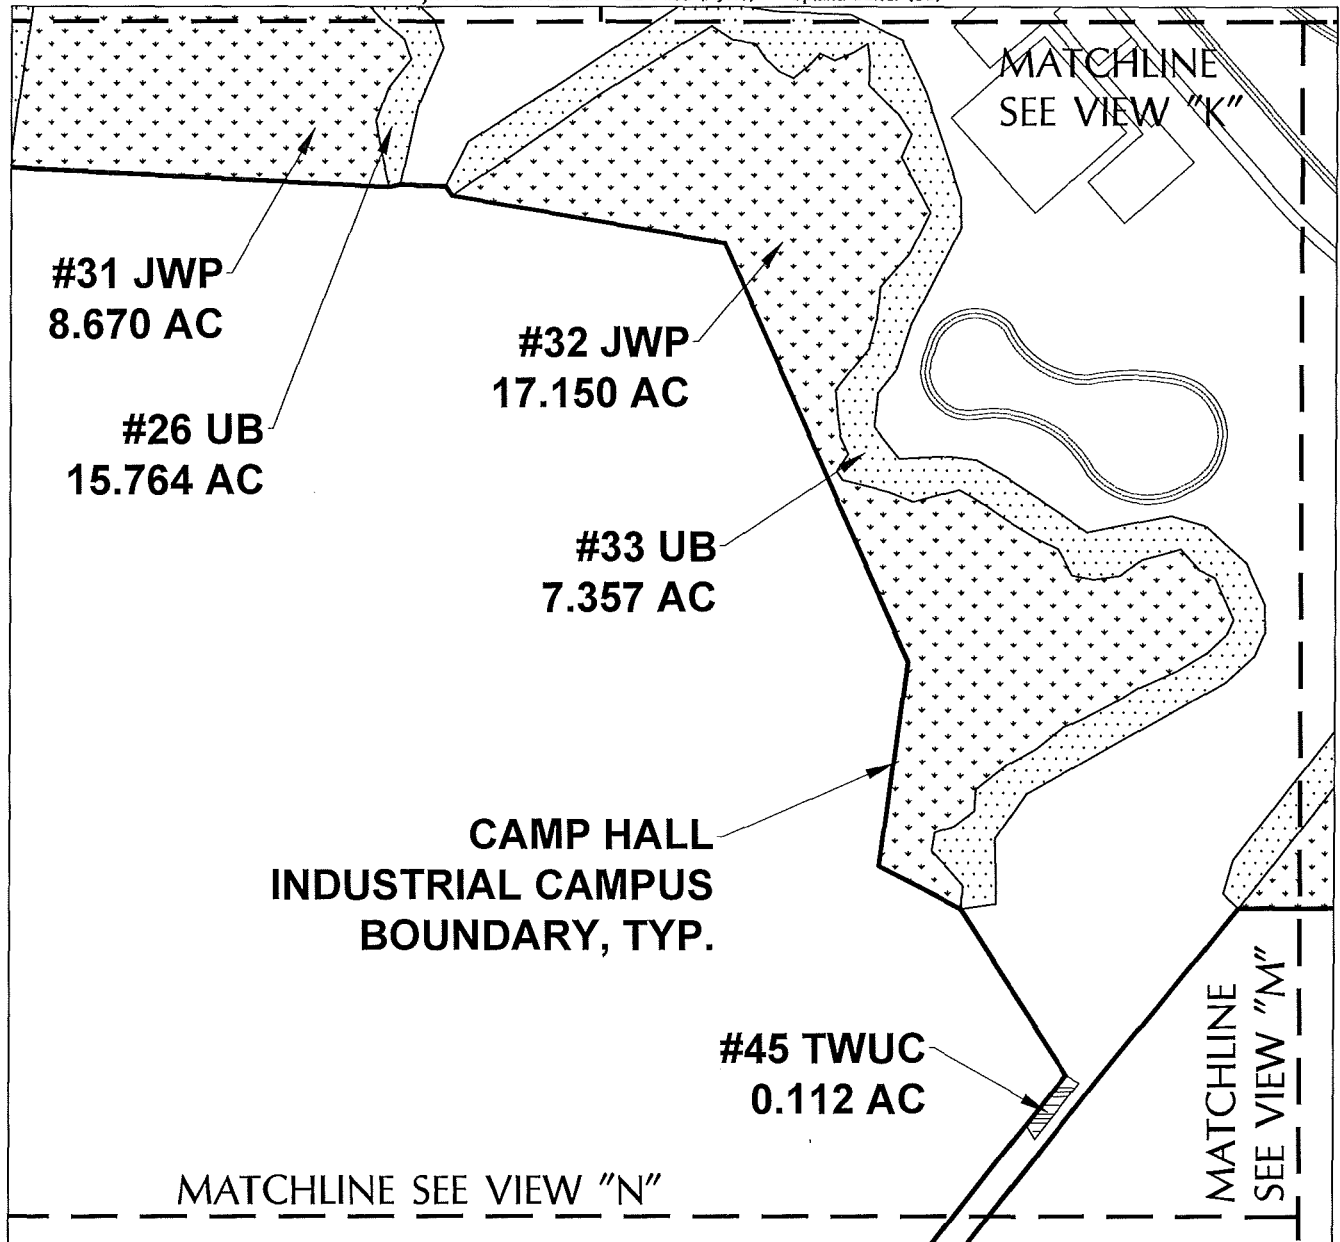 MATCHLINE
SEE VIEW "K"
#31 JWP
8.670 AC
#32 JWP
17.150 AC
#26 UB
15.764 AC
#33 UB
7.357 AC
CAMP HALL
INDUSTRIAL CAMPUS
BOUNDARY, TYP.
#45 TWUC
0.112 AC
MATCHLINE
SEE VIEW "M"
MATCHLINE SEE VIEW "N"